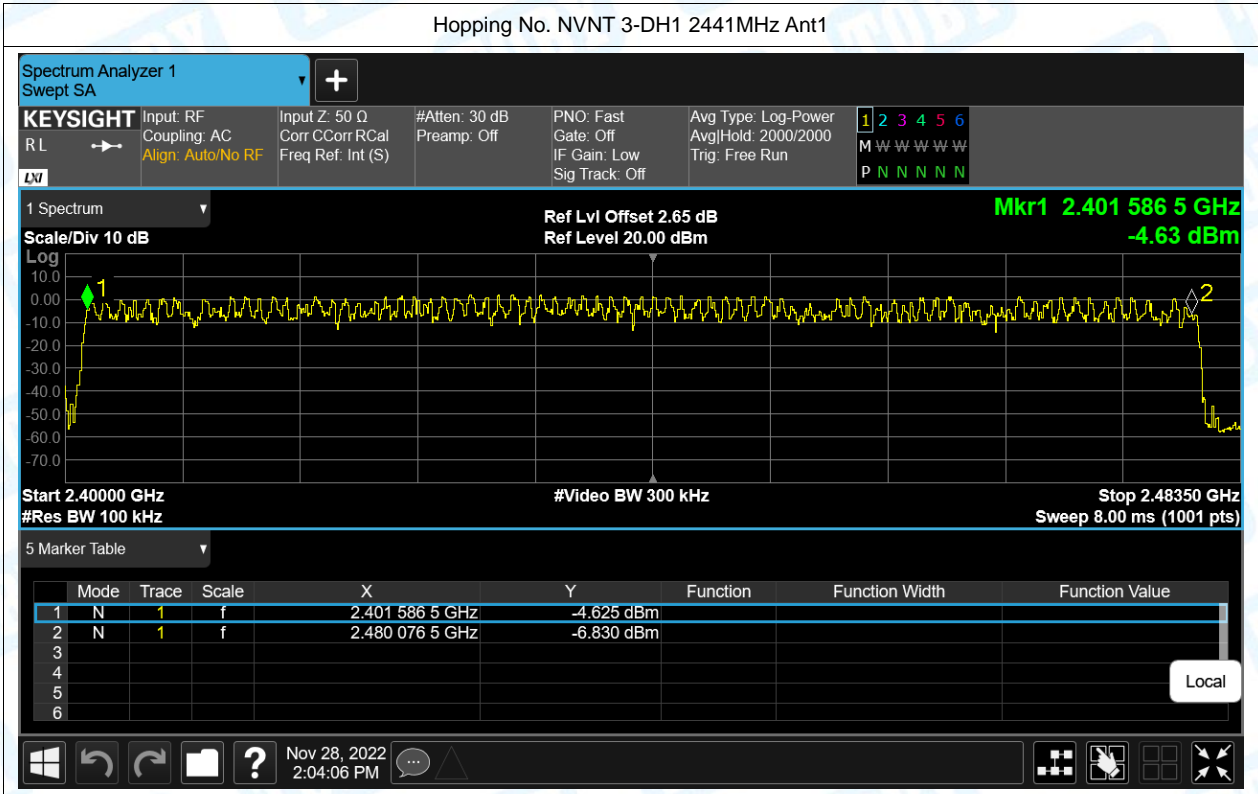 Hopping No. NVNT 3-DH1 2441MHz Ant1
Spectrum Analyzer 1
Swept SA
KEYSIGHT Input: RF Input Z: 50 Ω #Atten: 30 dB PNO: Fast Avg Type: Log-Power 1 2 3 4 5 6
R L Coupling: AC Corr CCorr RCal Preamp: Off Gate: Off Avg|Hold: 2000/2000 M W W W W W W
Align: Auto/No RF Freq Ref: Int (S) IF Gain: Low Trig: Free Run
LXI Sig Track: Off P N N N N N
1 Spectrum Ref Lvl Offset 2.65 dB Mkr1 2.401 586 5 GHz
Scale/Div 10 dB Ref Level 20.00 dBm -4.63 dBm
Log
10.0
1
2
0.00
-10.0
-20.0
-30.0
-40.0
-50.0
-60.0
-70.0
Start 2.40000 GHz #Video BW 300 kHz Stop 2.48350 GHz
#Res BW 100 kHz Sweep 8.00 ms (1001 pts)
5 Marker Table
Mode Trace Scale X Y Function Function Width Function Value
1 N 1 f 2.401 586 5 GHz -4.625 dBm
2 N 1 f 2.480 076 5 GHz -6.830 dBm
3
4
5
6
Local
? Nov 28, 2022
2:04:06 PM